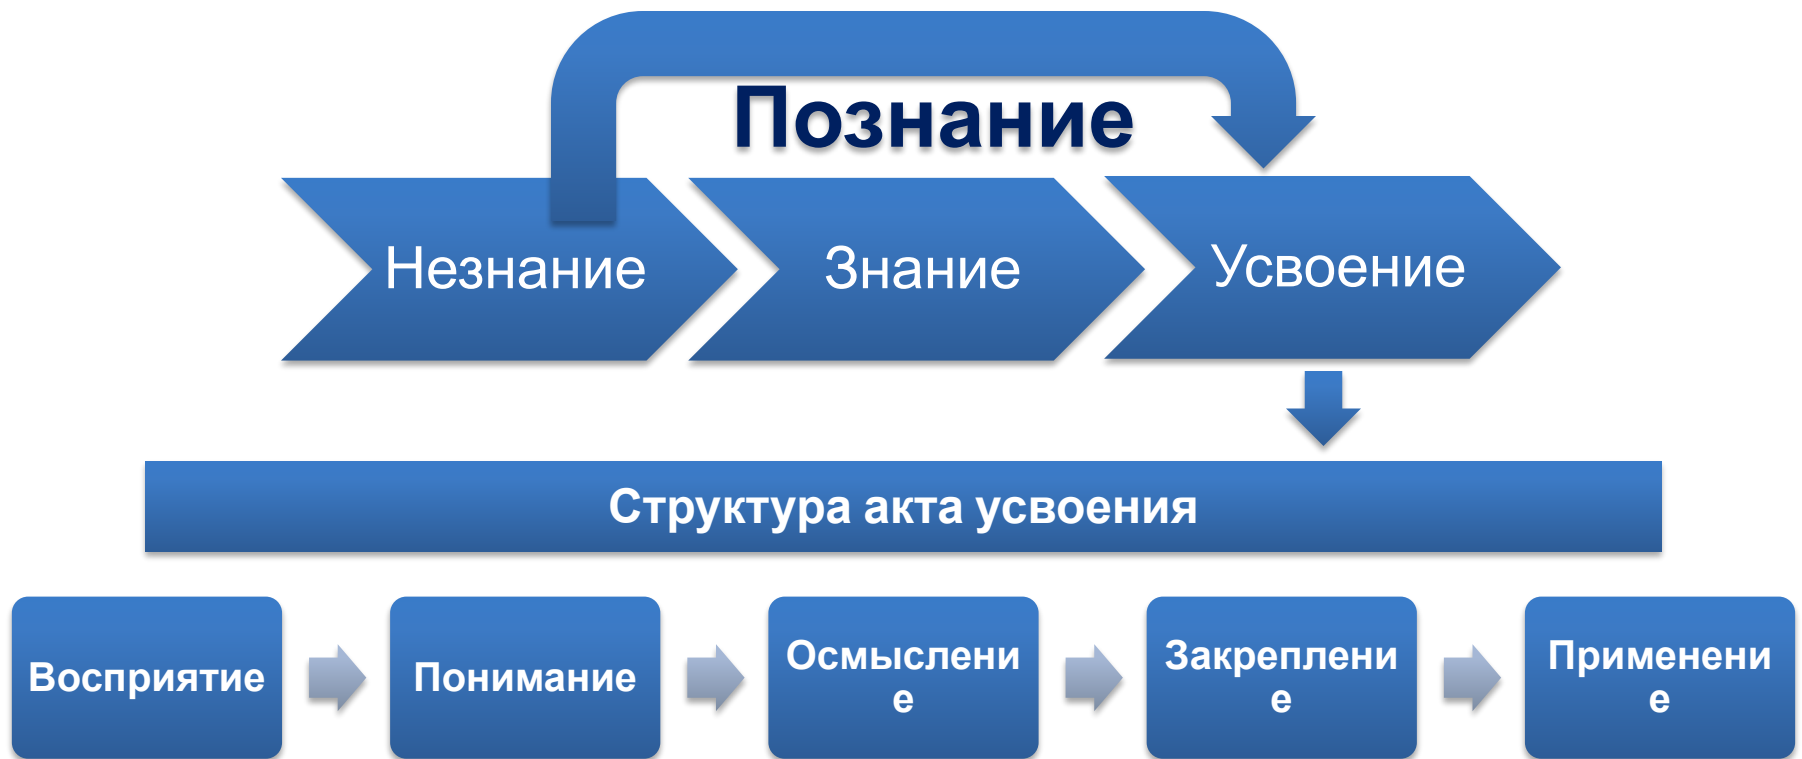 Познание
Незнание
Знание
Усвоение
Структура акта усвоения
Восприятие
Понимание
Осмыслени
е
Закреплени
е
Применени
е